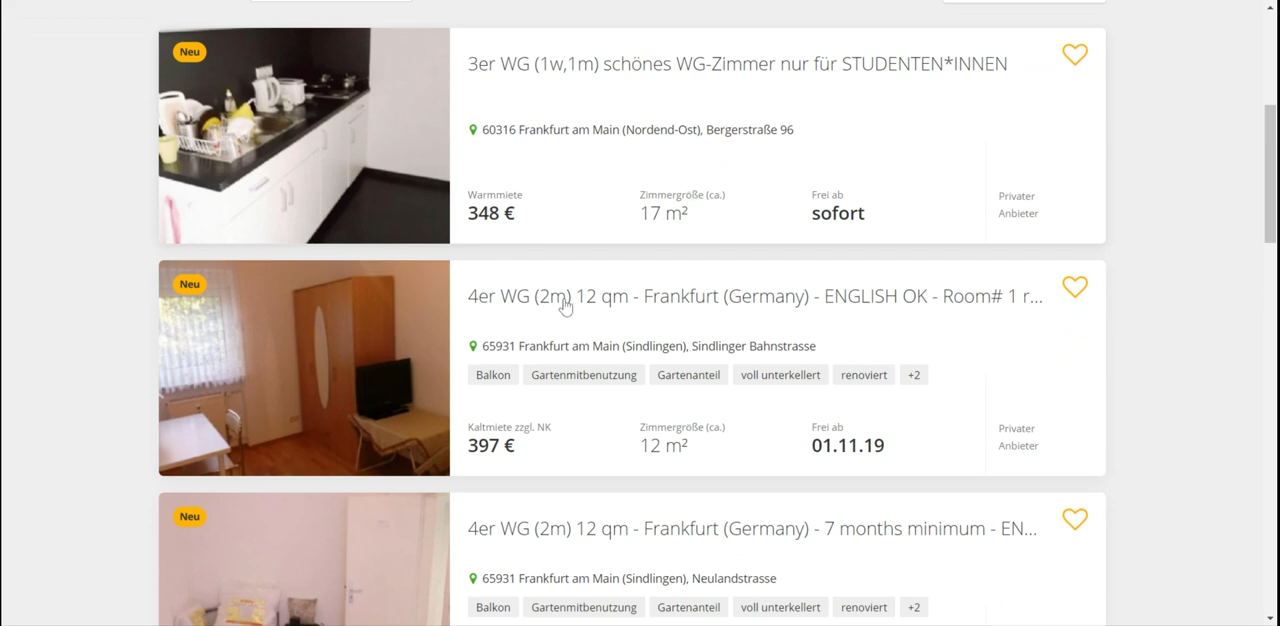 Neu
3er WG (1w,1m) schönes WG-Zimmer nur für STUDENTEN*INNEN
60316 Frankfurt am Main (Nordend-Ost), Bergerstraße 96
Warmmiete Zimmergröße (ca.) Frei ab
348 € 17 m² sofort
Privater
Anbieter
Neu
4er WG (2m) 12 qm - Frankfurt (Germany) - ENGLISH OK - Room# 1 r...
65931 Frankfurt am Main (Sindlingen), Sindlinger Bahnstrasse
Balkon Gartenmitbenutzung Gartenanteil voll unterkellert renoviert +2
Kaltmiete zzgl. NK Zimmergröße (ca.) Frei ab
397 € 12 m² 01.11.19
Privater
Anbieter
Neu
4er WG (2m) 12 qm - Frankfurt (Germany) - 7 months minimum - EN...
65931 Frankfurt am Main (Sindlingen), Neulandstrasse
Balkon Gartenmitbenutzung Gartenanteil voll unterkellert renoviert +2